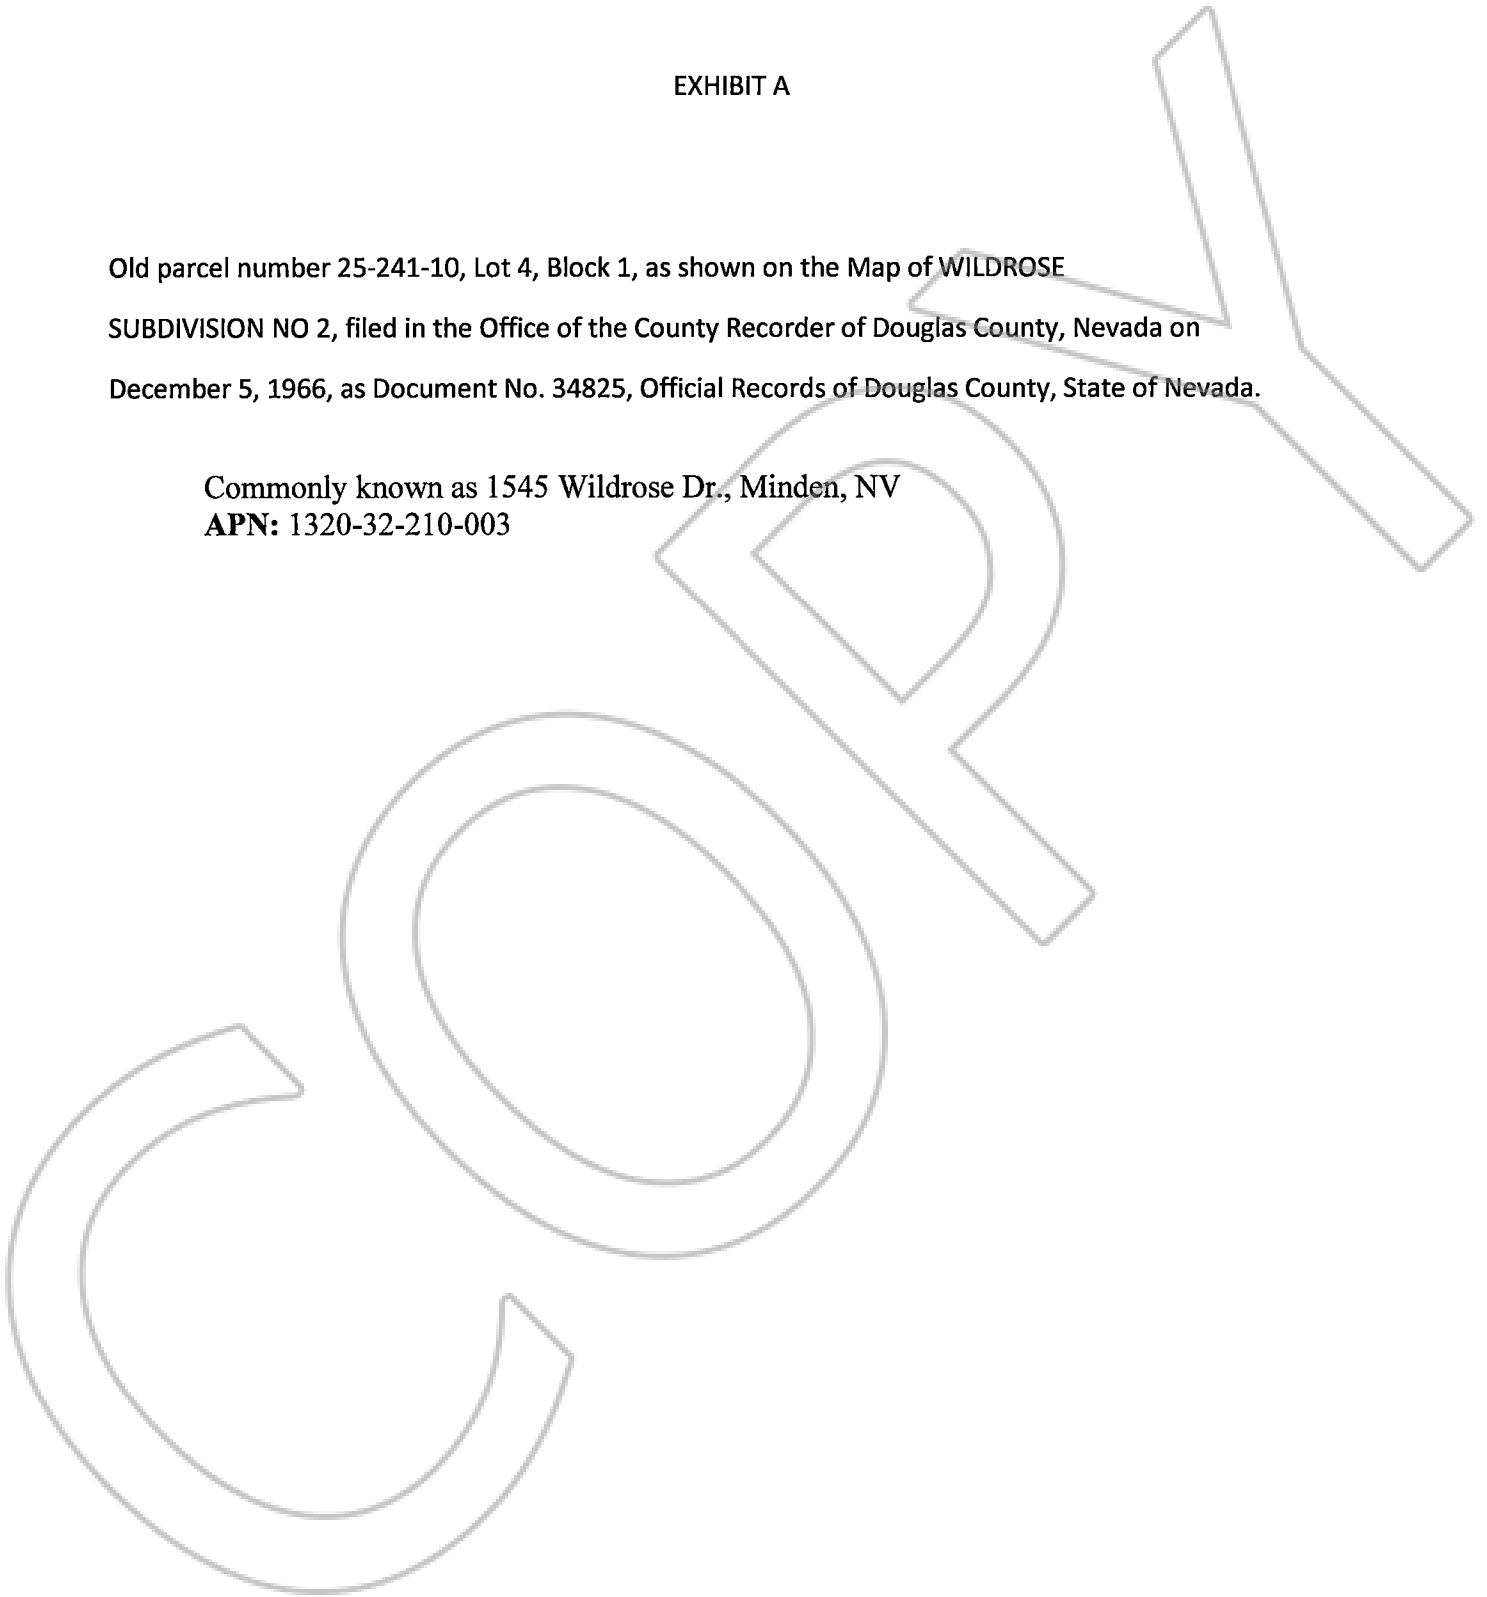 EXHIBIT A
Old parcel number 25-241-10, Lot 4, Block 1, as shown on the Map of WILDROSE
SUBDIVISION NO 2, filed in the Office of the County Recorder of Douglas County, Nevada on
December 5, 1966, as Document No. 34825, Official Records of Douglas County, State of Nevada.
Commonly known as 1545 Wildrose Dr., Minden, NV
APN: 1320-32-210-003
COPY